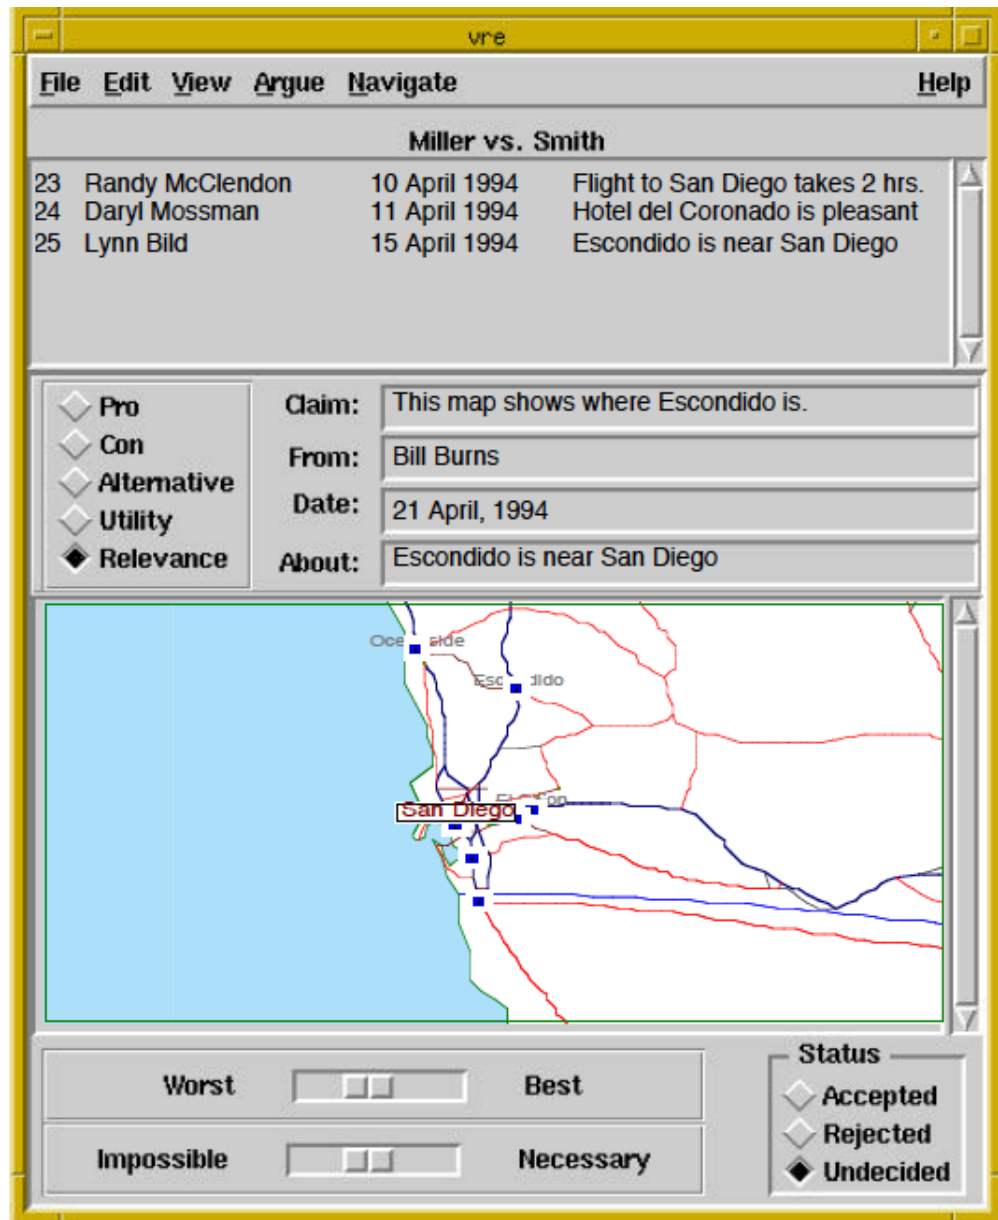 vre
File Edit View Argue Navigate Help
Miller vs. Smith
23 Randy McClendon 10 April 1994 Flight to San Diego takes 2 hrs.
24 Daryl Mossman 11 April 1994 Hotel del Coronado is pleasant
25 Lynn Bild 15 April 1994 Escondido is near San Diego
Pro
Con
Alternative
Utility
Relevance
Claim: This map shows where Escondido is.
From: Bill Burns
Date: 21 April, 1994
About: Escondido is near San Diego
San Diego
Worst Best
Impossible Necessary
Status
Accepted
Rejected
Undecided